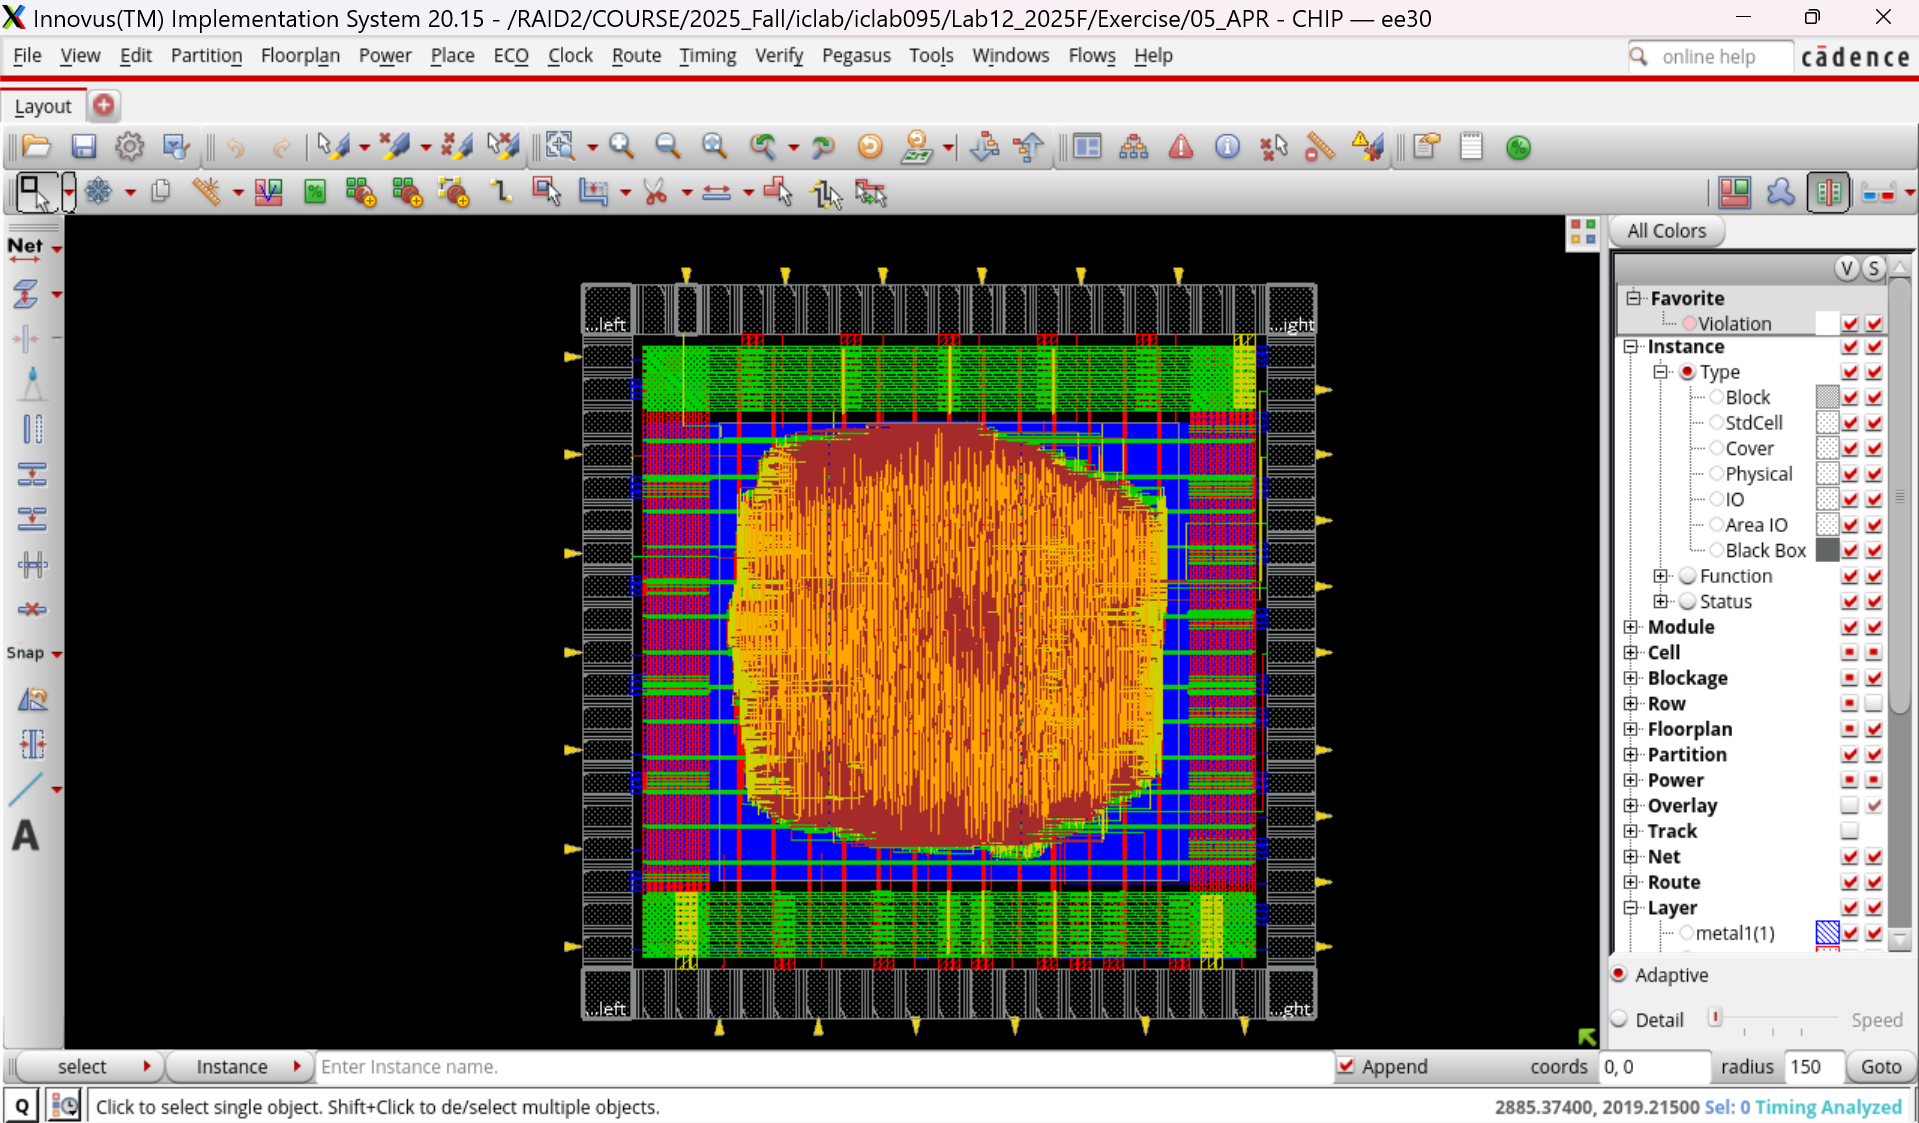 Innovus(TM) Implementation System 20.15 - /RAID2/COURSE/2025_Fall/iclab/iclab095/Lab12_2025F/Exercise/05_APR - CHIP — ee30
File View Edit Partition Floorplan Power Place ECO Clock Route Timing Verify Pegasus Tools Windows Flows Help
online help
cādence
Layout
Net
Snap
A
...left
...ight
...left
...ght
All Colors
V S
Favorite
Violation
Instance
Type
Block
StdCell
Cover
Physical
IO
Area IO
Black Box
Function
Status
Module
Cell
Blockage
Row
Floorplan
Partition
Power
Overlay
Track
Net
Route
Layer
metal1(1)
Adaptive
Detail Speed
select Instance Enter Instance name. Append coords 0, 0 radius 150 Goto
Q Click to select single object. Shift+Click to de/select multiple objects. 2885.37400, 2019.21500 Sel: 0 Timing Analyzed